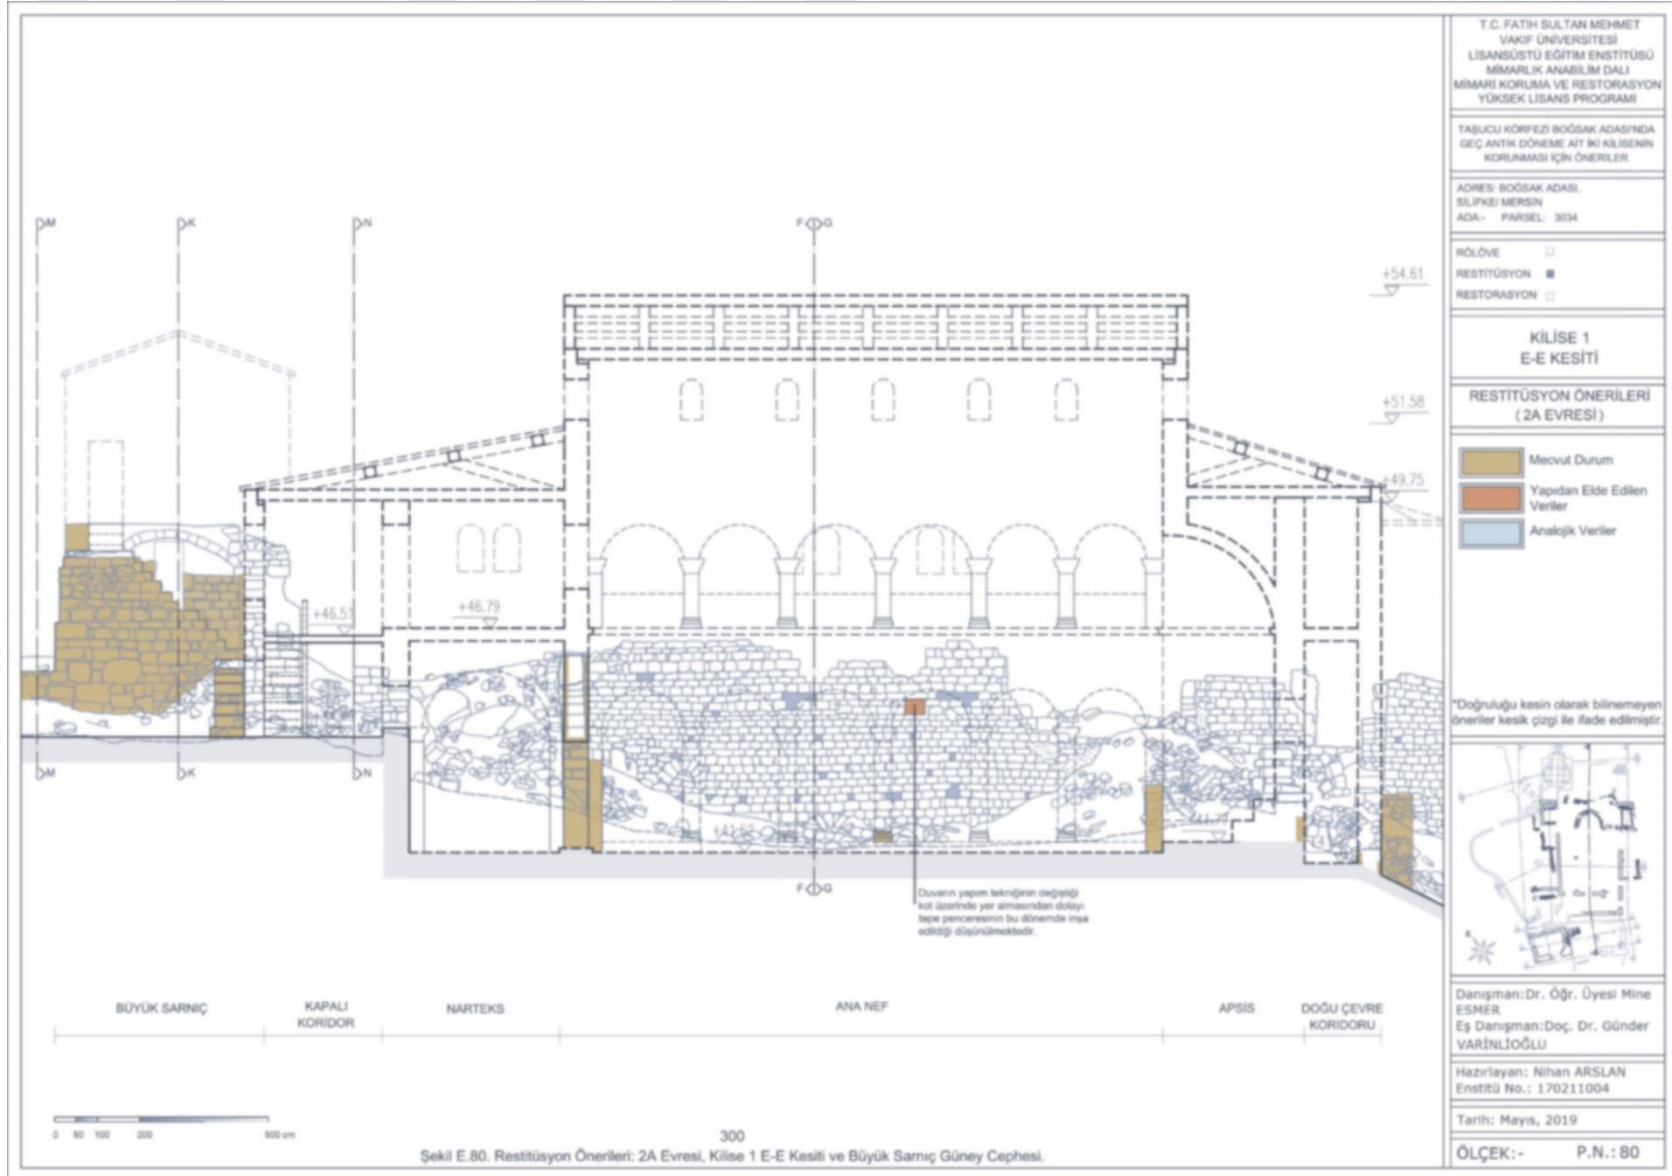 T.C. FATİH SULTAN MEHMET
VAKIF ÜNİVERSİTESİ
LİSANSÜSTÜ EĞİTİM ENSTİTÜSÜ
MİMARLIK ANABİLİM DALI
MİMARİ KORUMA VE RESTORASYON
YÜKSEK LİSANS PROGRAMI
TAŞUCU KÖRFEZİ BOĞSAK ADASI'NDA
GEÇ ANTİK DÖNEME AİT İKİ KİLİSENİN
KORUNMASI İÇİN ÖNERİLER
ADRES: BOĞSAK ADASI,
SİLİFKE/ MERSİN
ADA:- PARSEL: 3034
RÖLÖVE
RESTİTÜSYON
RESTORASYON
KİLİSE 1
E-E KESİTİ
RESTİTÜSYON ÖNERİLERİ
( 2A EVRESİ )
Mecvut Durum
Yapıdan Elde Edilen
Veriler
Analojik Veriler
*Doğruluğu kesin olarak bilinemeyen
öneriler kesik çizgi ile ifade edilmiştir.
K
Danışman:Dr. Öğr. Üyesi Mine
ESMER
Eş Danışman:Doç. Dr. Günder
VARİNLİOĞLU
Hazırlayan: Nihan ARSLAN
Enstitü No.: 170211004
Tarih: Mayıs, 2019
ÖLÇEK:- P.N.: 80
M K N F G
+54.61
+51.58
+49.75
+46.51
+46.79
M K N
F G
Duvarın yapım tekniğinin değiştiği
kot üzerinde yer almasından dolayı
tepe penceresinin bu dönemde inşa
edildiği düşünülmektedir.
BÜYÜK SARNIÇ
KAPALI
KORİDOR
NARTEKS
ANA NEF
APSİS
DOĞU ÇEVRE
KORİDORU
0 50 100 200 500 cm
300
Şekil E.80. Restitüsyon Önerileri: 2A Evresi, Kilise 1 E-E Kesiti ve Büyük Sarnıç Güney Cephesi.